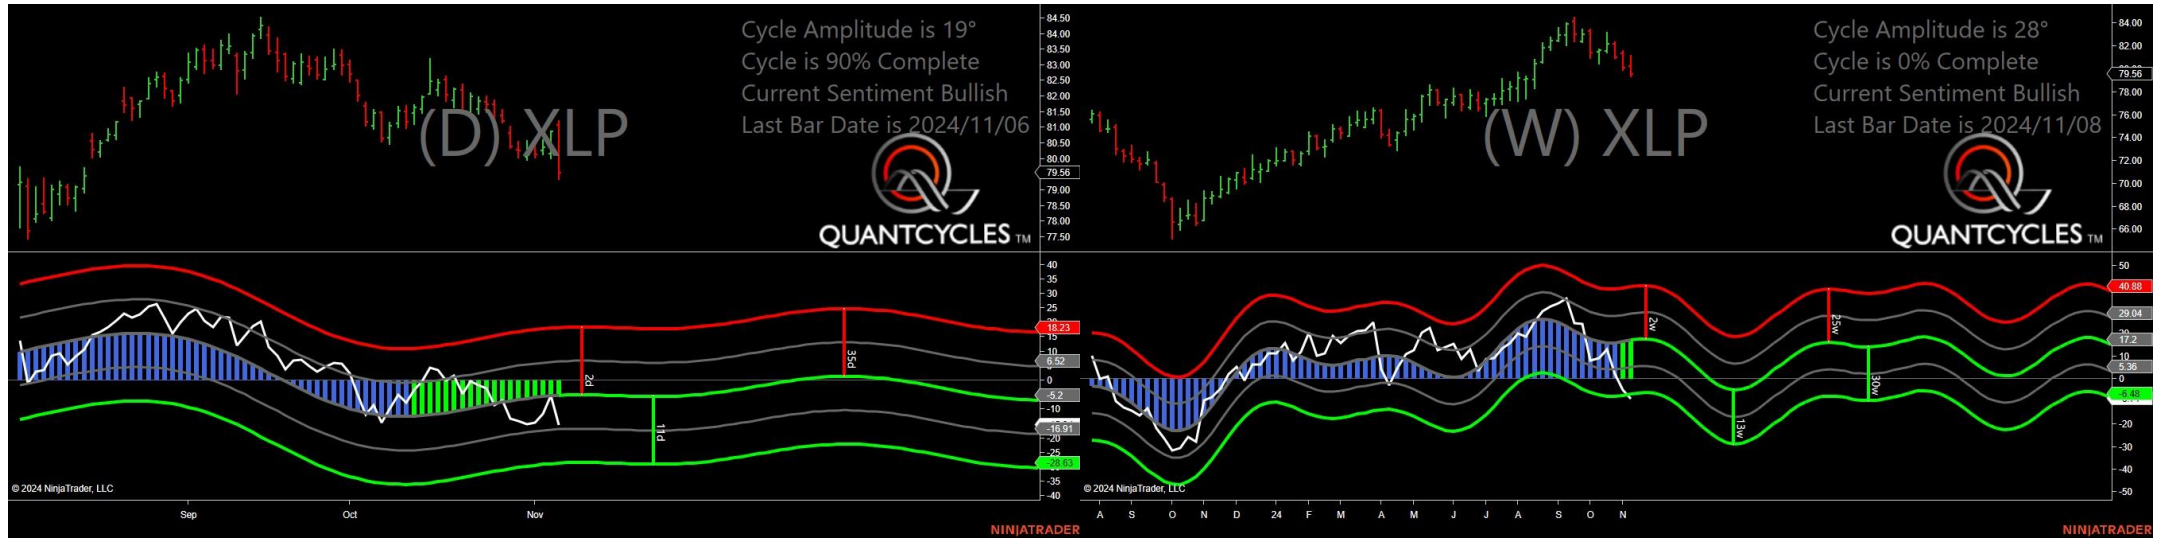 Cycle Amplitude is 19°
Cycle is 90% Complete
Current Sentiment Bullish
Last Bar Date is 2024/11/06
(D) XLP
QUANTCYCLES TM
84.50
84.00
83.50
83.00
82.50
82.00
81.50
81.00
80.50
80.00
79.56
79.00
78.50
78.00
77.50
40
35
30
25
18.23
15
10
6.52
0
-5.2
-10
-16.91
-20
-28.63
-35
-40
2d
11d
35d
© 2024 NinjaTrader, LLC
Sep Oct Nov
NINJATRADER
Cycle Amplitude is 28°
Cycle is 0% Complete
Current Sentiment Bullish
Last Bar Date is 2024/11/08
(W) XLP
QUANTCYCLES TM
84.00
82.00
79.56
78.00
76.00
74.00
72.00
70.00
68.00
66.00
50
40.88
29.04
17.2
10
5.36
0
-6.48
-20
-30
-40
-50
2w
13w
25w
30w
© 2024 NinjaTrader, LLC
A S O N D 24 F M A M J J A S O N
NINJATRADER